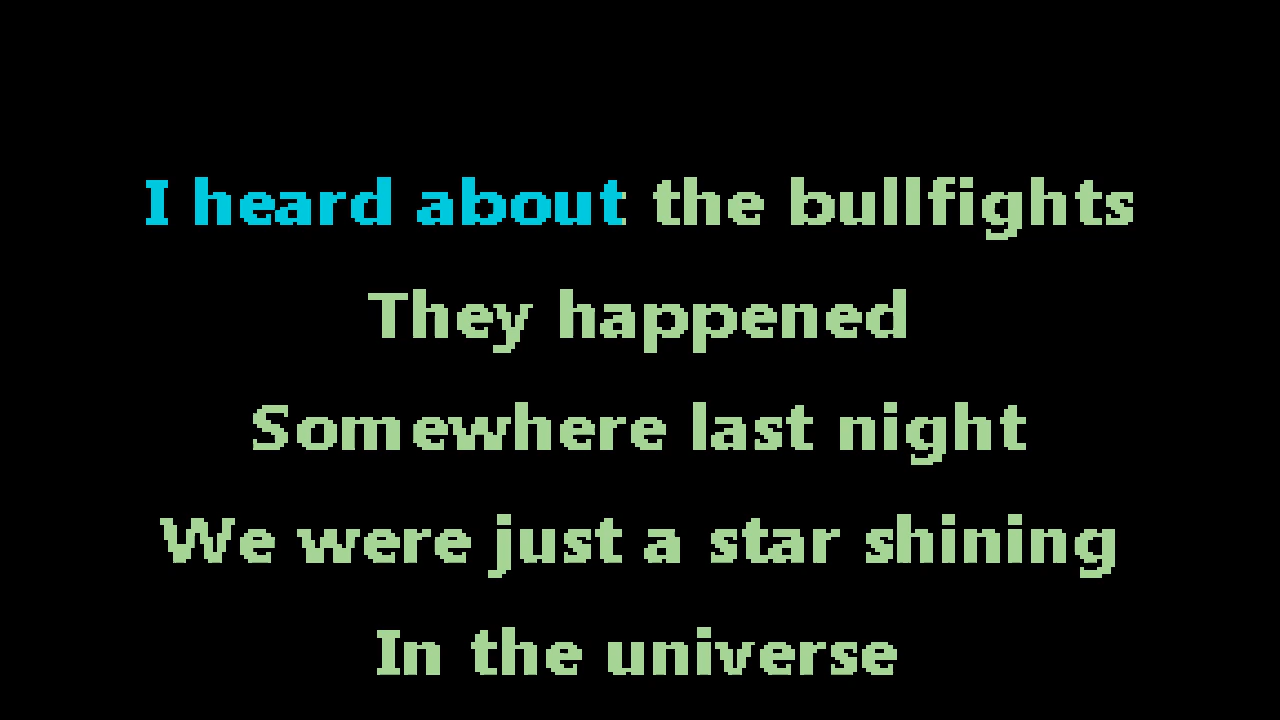 I heard about the bullfights
They happened
Somewhere last night
We were just a star shining
In the universe